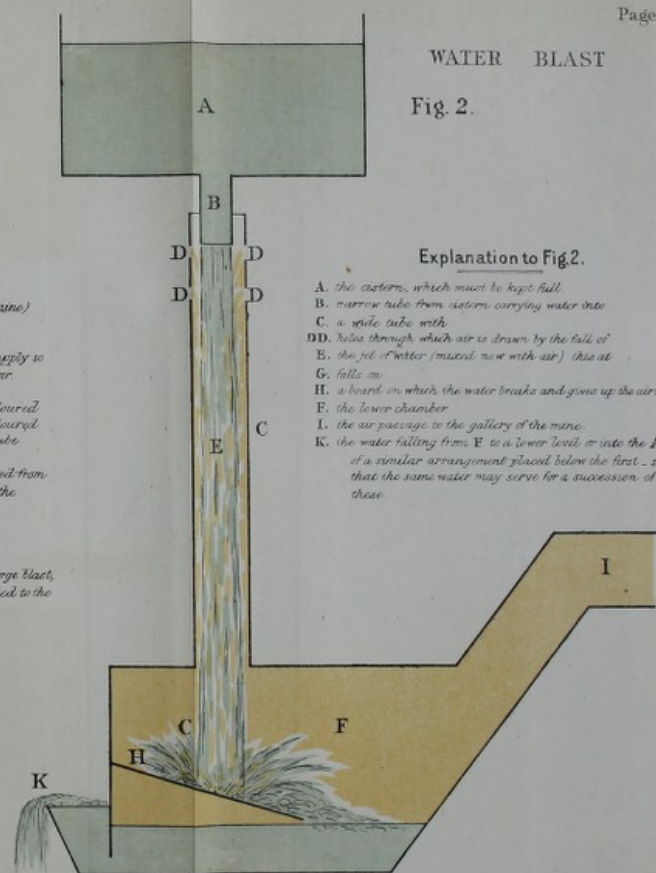 Page
WATER BLAST
Fig. 2.
A
B
D D
D D
Explanation to Fig. 2.
A. the cistern, which must be kept full.
B. narrow tube from cistern carrying water into
C. a wide tube with
DD. holes through which air is drawn by the fall of
E. the jet of water (mixed now with air) this at
G. falls on
H. a board on which the water breaks and gives up the air
F. the lower chamber
I. the air passage to the gallery of the mine.
K. the water falling from F to a lower level or into the A
of a similar arrangement placed below the first _ s
that the same water may serve for a succession of
these.
mine)
pply so
ir.
loured
loured
ube
ed from
the
rge blast,
ed to the
C
E
I
C
F
H
K